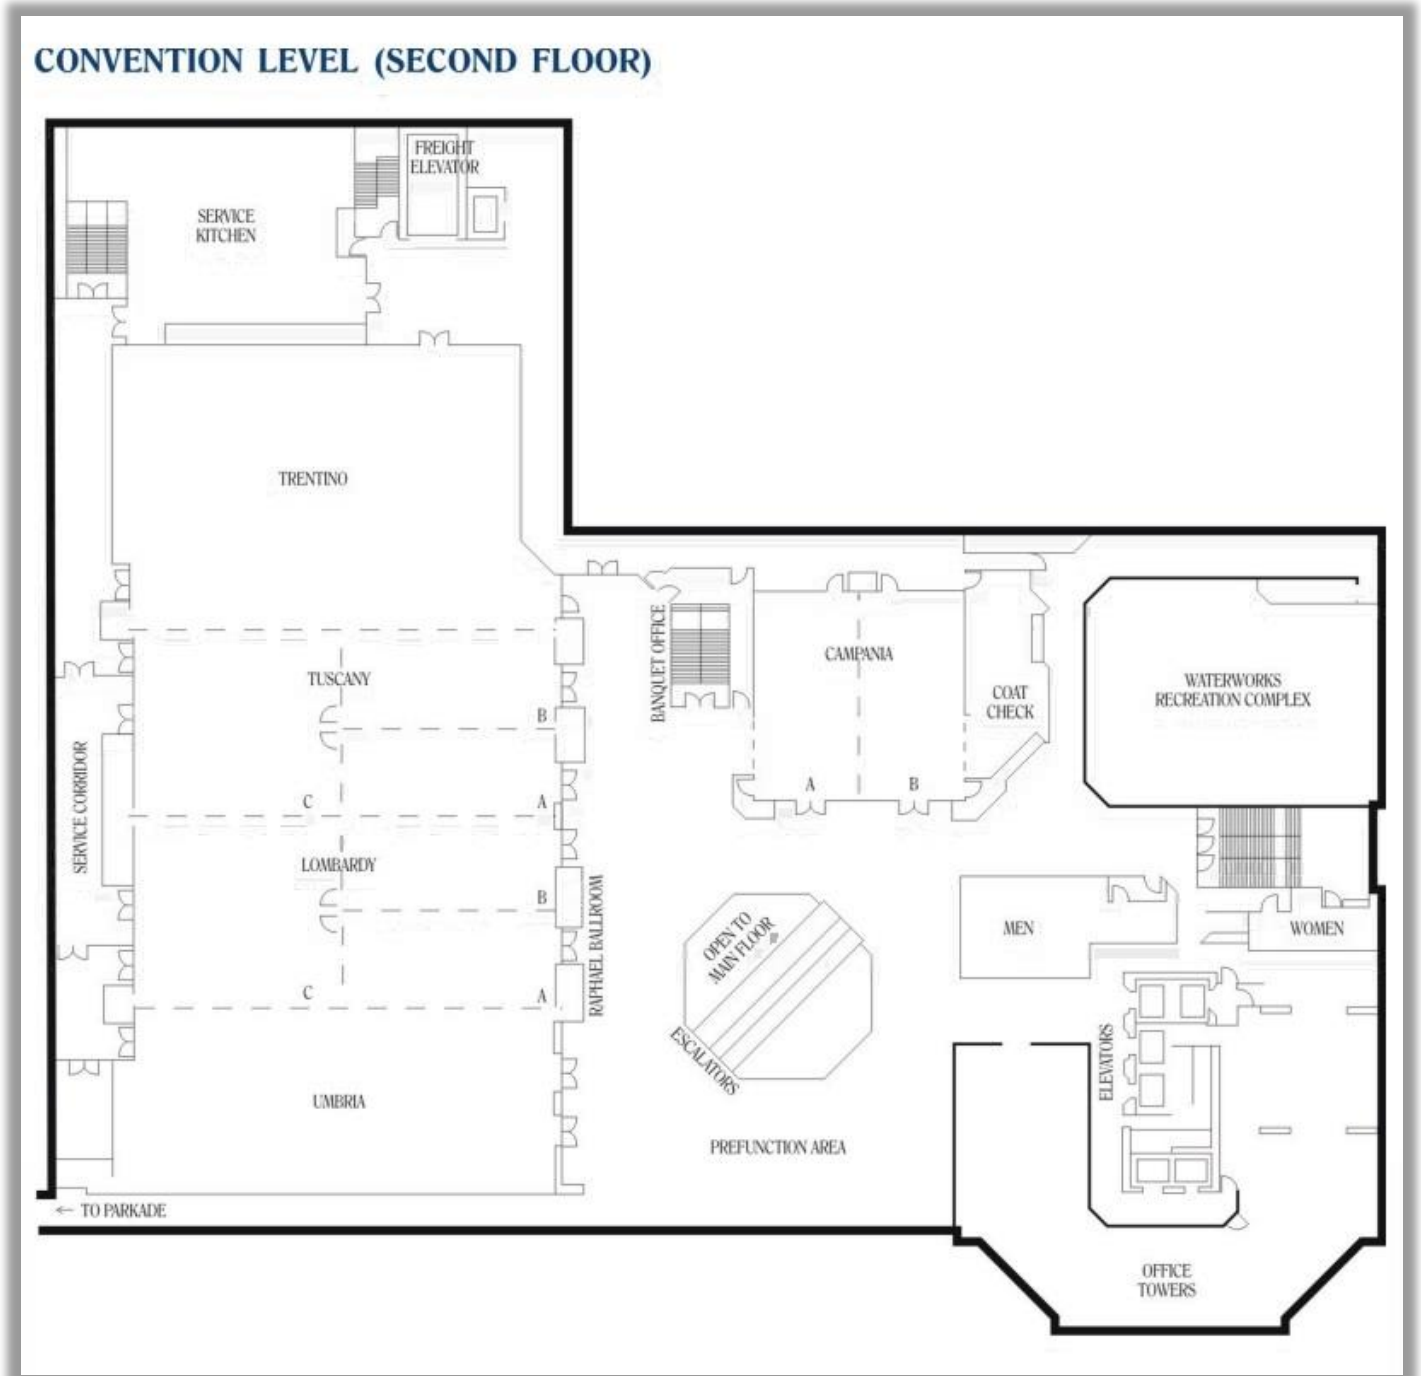 CONVENTION LEVEL (SECOND FLOOR)
FREIGHT
ELEVATOR
SERVICE
KITCHEN
TRENTINO
BANQUET OFFICE
CAMPANIA
TUSCANY
WATERWORKS
RECREATION COMPLEX
COAT
CHECK
B
SERVICE CORRIDOR
A
B
C
A
LOMBARDY
B
RAPHAEL BALLROOM
OPEN TO
MAIN FLOOR
MEN
WOMEN
C
A
ESCALATORS
ELEVATORS
UMBRIA
PREFUNCTION AREA
← TO PARKADE
OFFICE
TOWERS